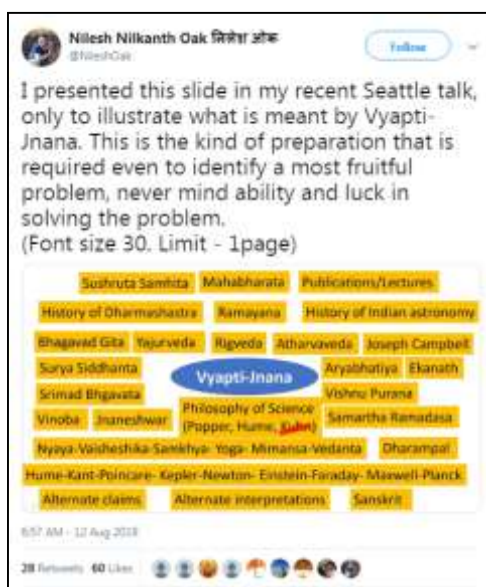 Nilesh Nilkanth Oak निलेश ओक
@NileshOak
Follow
I presented this slide in my recent Seattle talk,
only to illustrate what is meant by Vyapti-
Jnana. This is the kind of preparation that is
required even to identify a most fruitful
problem, never mind ability and luck in
solving the problem.
(Font size 30. Limit - 1page)
Sushruta Samhita Mahabharata Publications/Lectures
History of Dharmashastra Ramayana History of Indian astronomy
Bhagavad Gita Yajurveda Rigveda Atharvaveda Joseph Campbell
Surya Siddhanta Vyapti-Jnana Aryabhatiya Ekanath
Srimad Bhgavata Vishnu Purana
Vinoba Jnaneshwar Philosophy of Science Samartha Ramadasa
(Popper, Hume, Kuhn)
Nyaya-Vaisheshika-Samkhya- Yoga- Mimansa-Vedanta Dharampal
Hume-Kant-Poincare- Kepler-Newton- Einstein-Faraday- Maxwell-Planck
Alternate claims Alternate interpretations Sanskrit
6:57 AM - 12 Aug 2018
28 Retweets 60 Likes